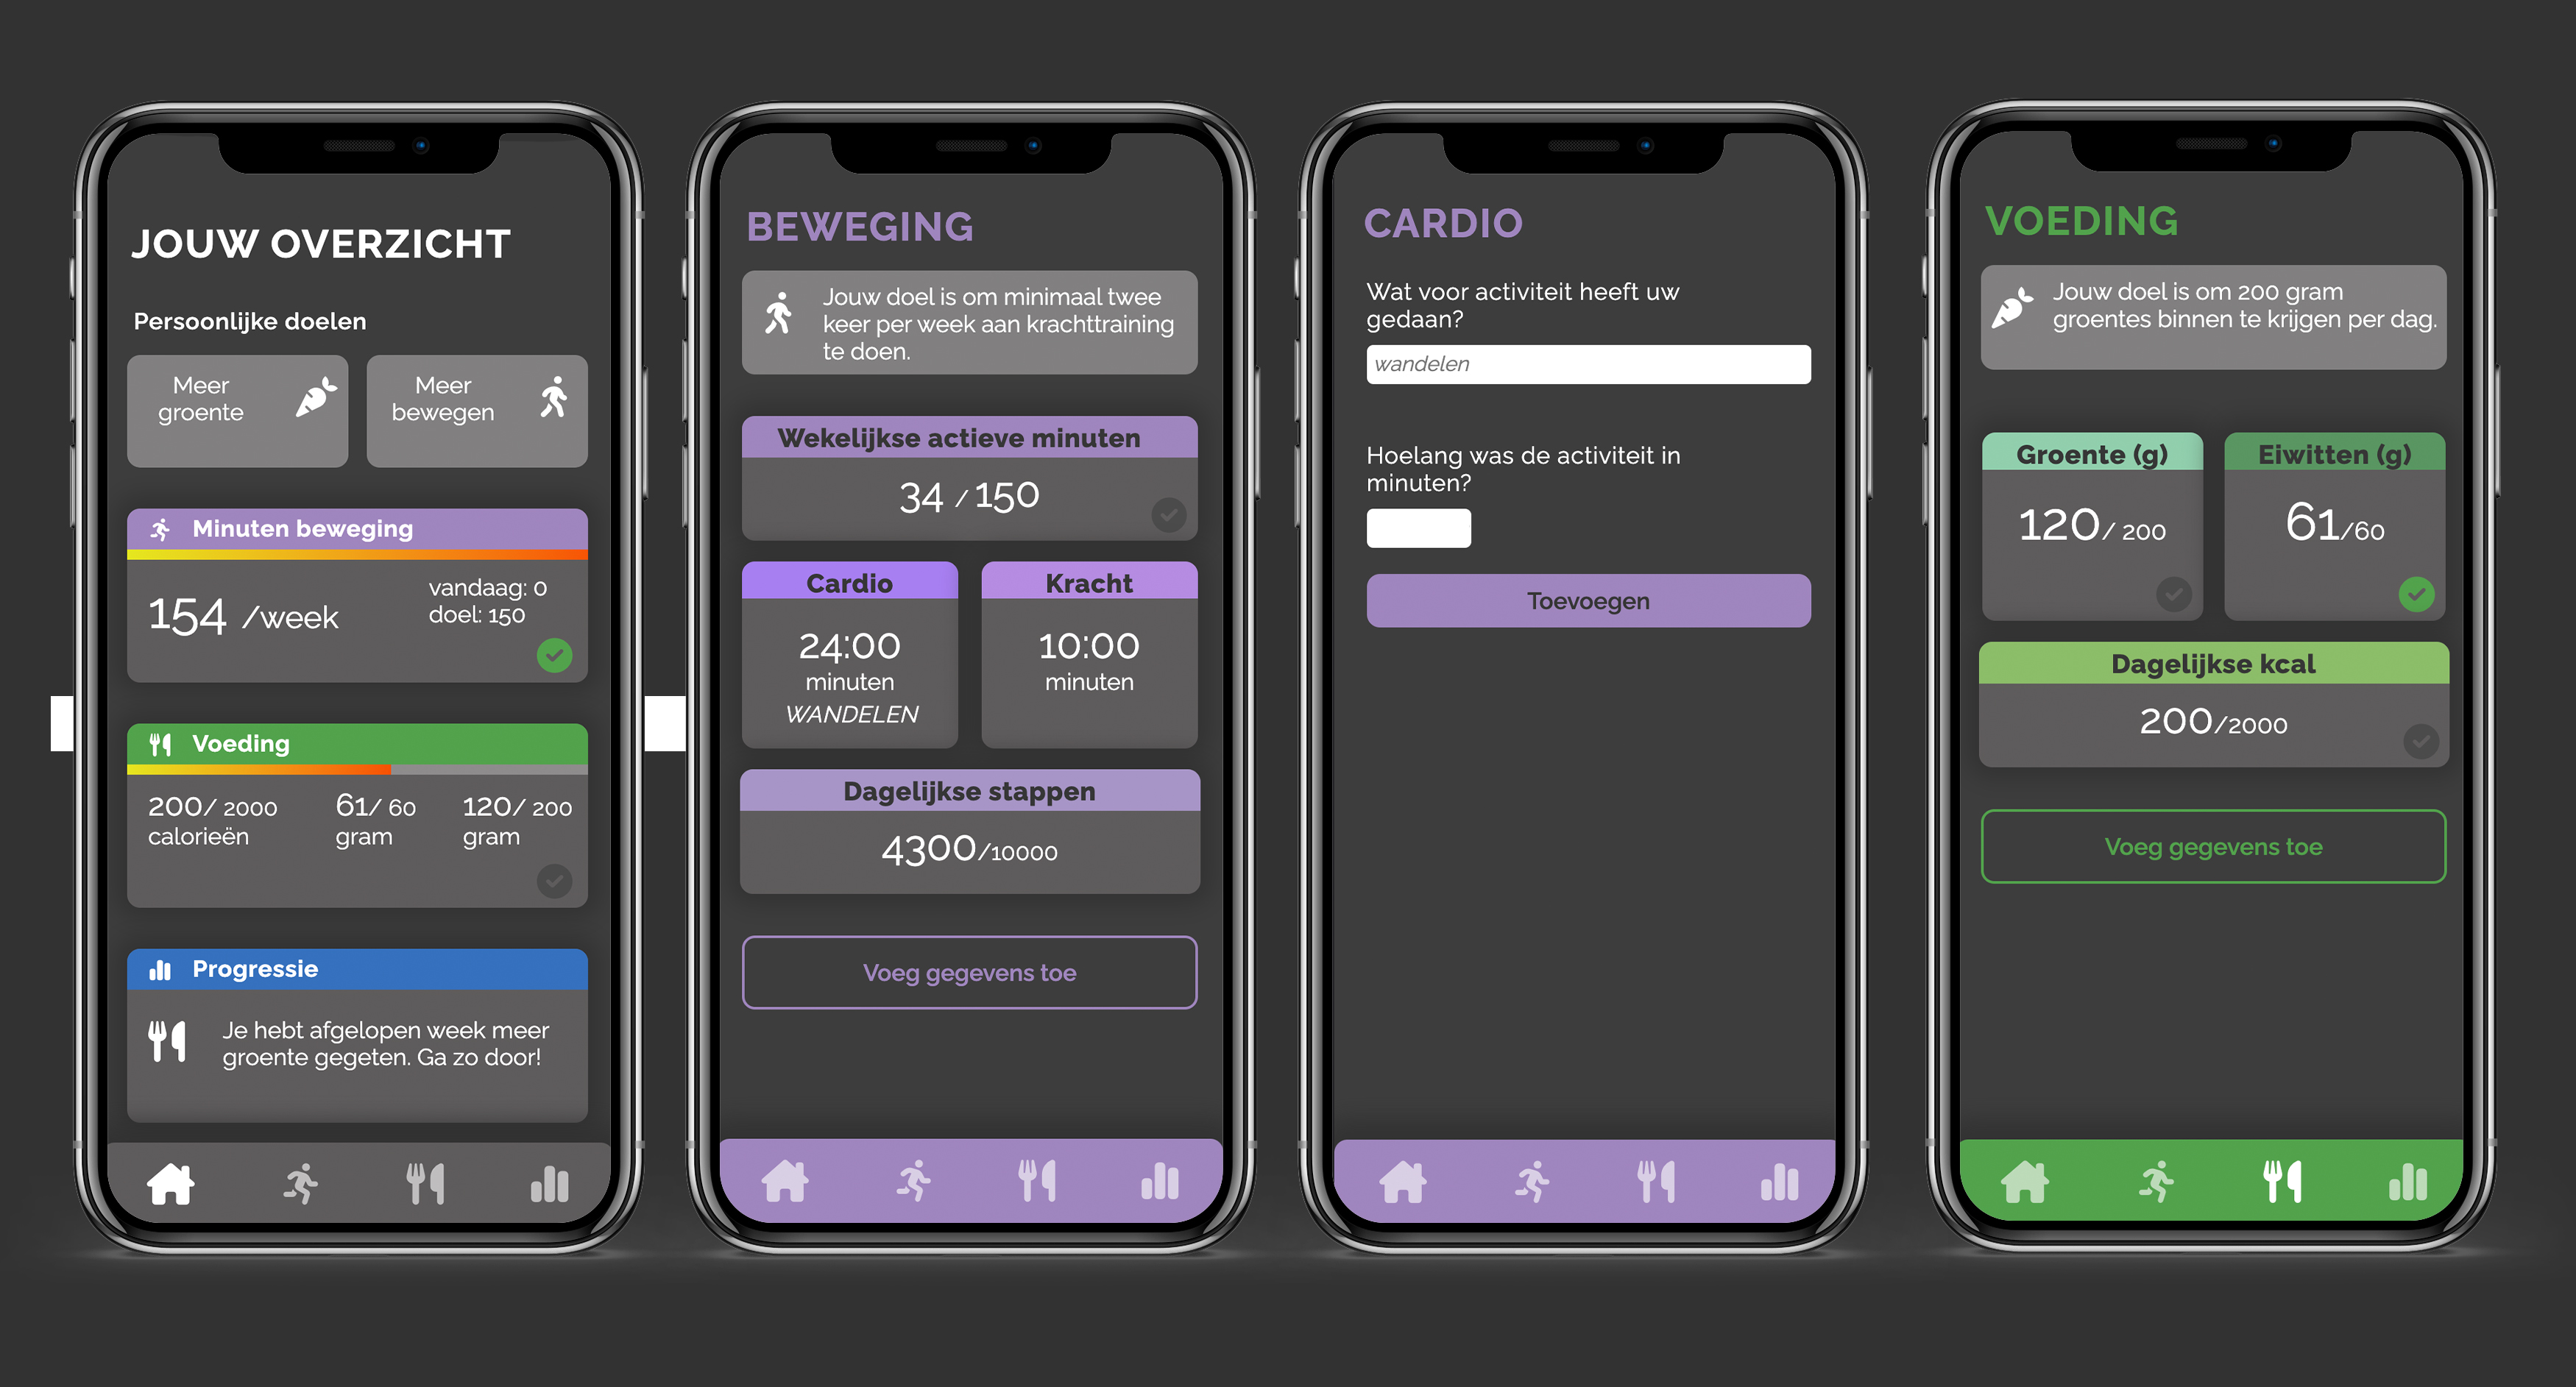 JOUW OVERZICHT
Persoonlijke doelen
Meer
groente
Meer
bewegen
Minuten beweging
154 /week
vandaag: 0
doel: 150
Voeding
200/ 2000
calorieën
61/ 60
gram
120/ 200
gram
Progressie
Je hebt afgelopen week meer
groente gegeten. Ga zo door!
BEWEGING
Jouw doel is om minimaal twee
keer per week aan krachttraining
te doen.
Wekelijkse actieve minuten
34 / 150
Cardio
24:00
minuten
WANDELEN
Kracht
10:00
minuten
Dagelijkse stappen
4300/10000
Voeg gegevens toe
CARDIO
Wat voor activiteit heeft uw
gedaan?
wandelen
Hoelang was de activiteit in
minuten?
Toevoegen
VOEDING
Jouw doel is om 200 gram
groentes binnen te krijgen per dag.
Groente (g)
120/ 200
Eiwitten (g)
61/60
Dagelijkse kcal
200/2000
Voeg gegevens toe